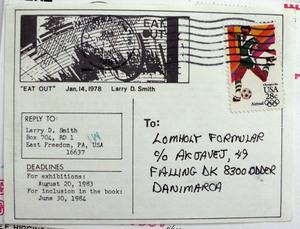 EAT
OUT
USA
28c
Airmail
"EAT OUT" Jan.14,1978 Larry D. Smith
REPLY TO:
Larry D. Smith
Box 704, RD 1
East Freedom, PA, USA
16637
DEADLINES
For exhibitions:
August 20, 1983
For inclusion in the book:
June 30, 1984
To:
LOMHOLT FORMULAR
% AKTAVET, 49
FALLING DK 8300 ODDER
DANIMARCA